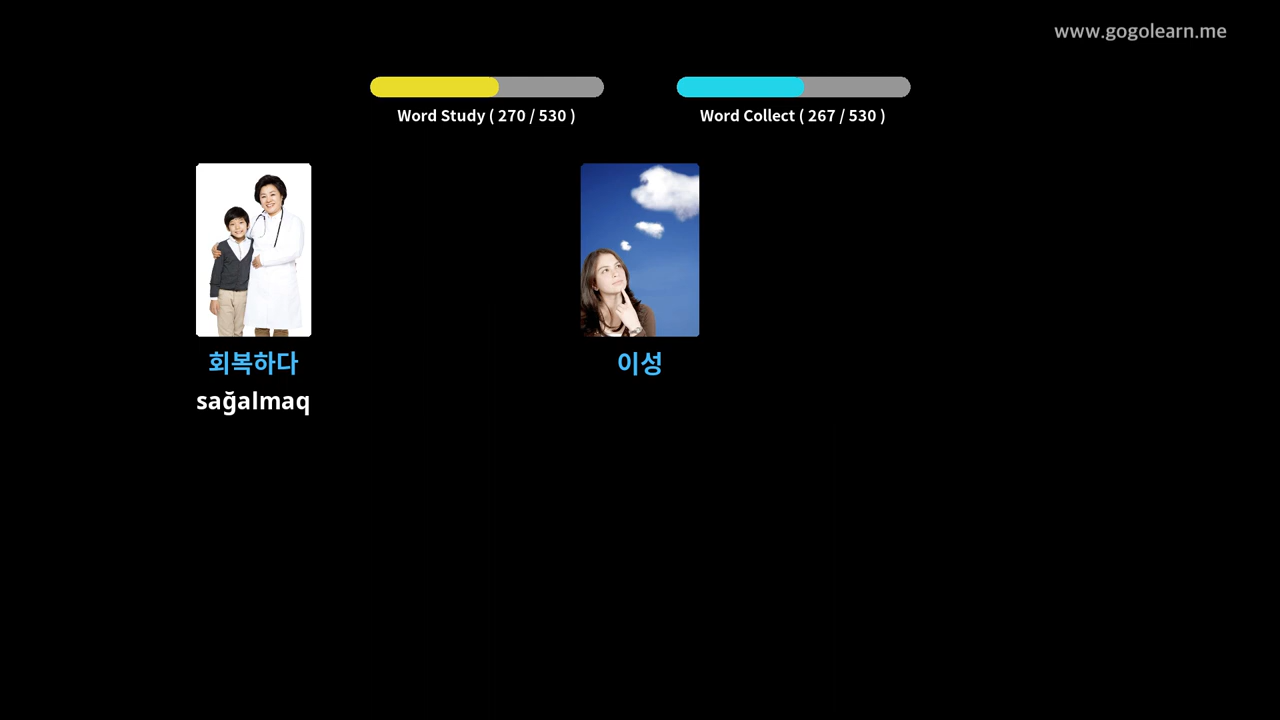 www.gogolearn.me
Word Study ( 270 / 530 )
Word Collect ( 267 / 530 )
회복하다
sağalmaq
이성